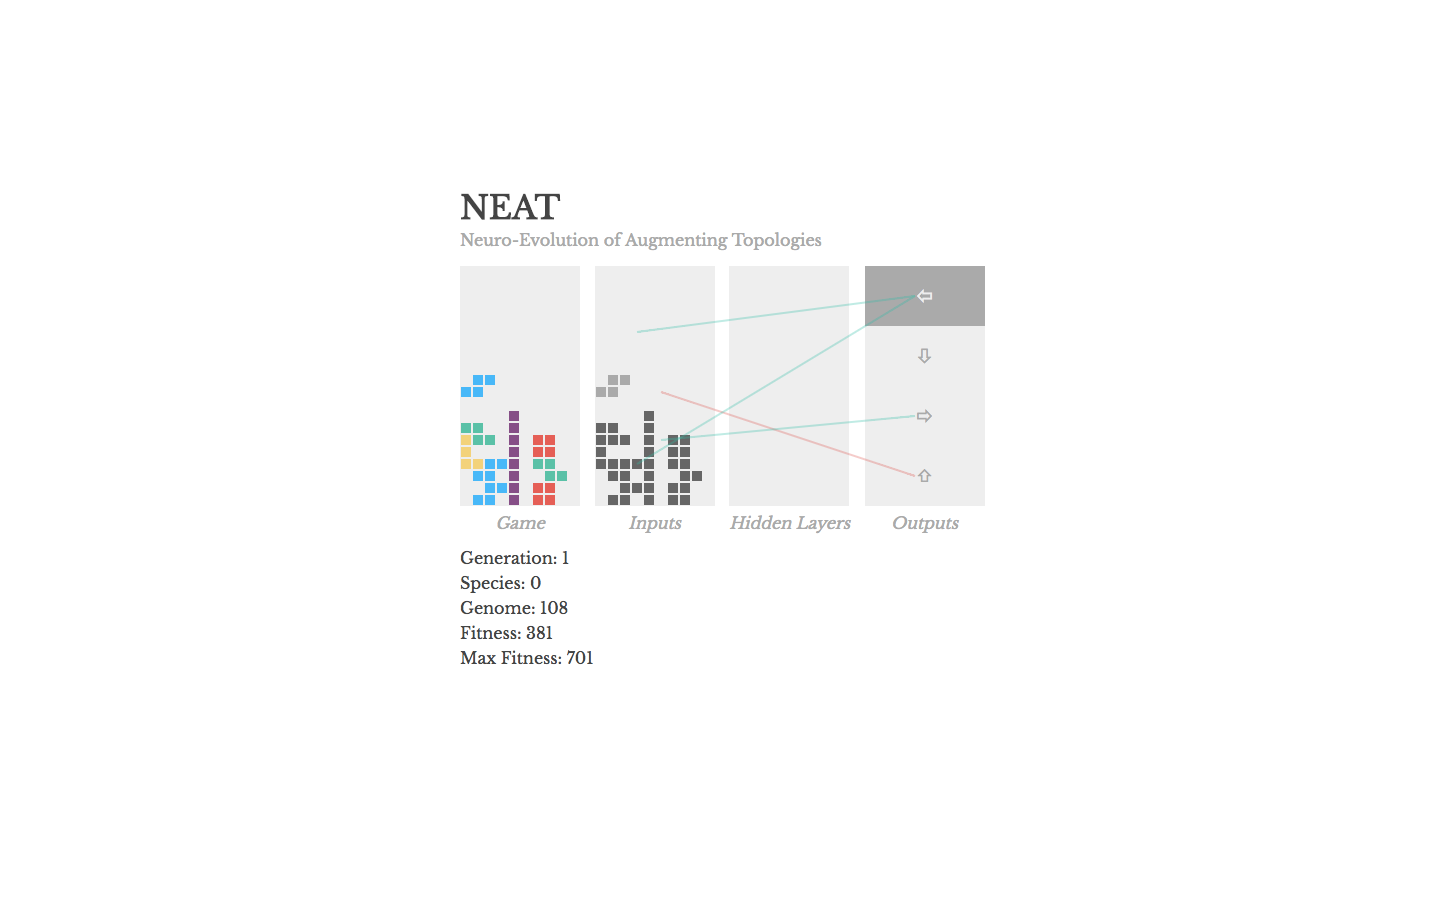 NEAT
Neuro-Evolution of Augmenting Topologies
Game Inputs Hidden Layers Outputs
Generation: 1
Species: 0
Genome: 108
Fitness: 381
Max Fitness: 701